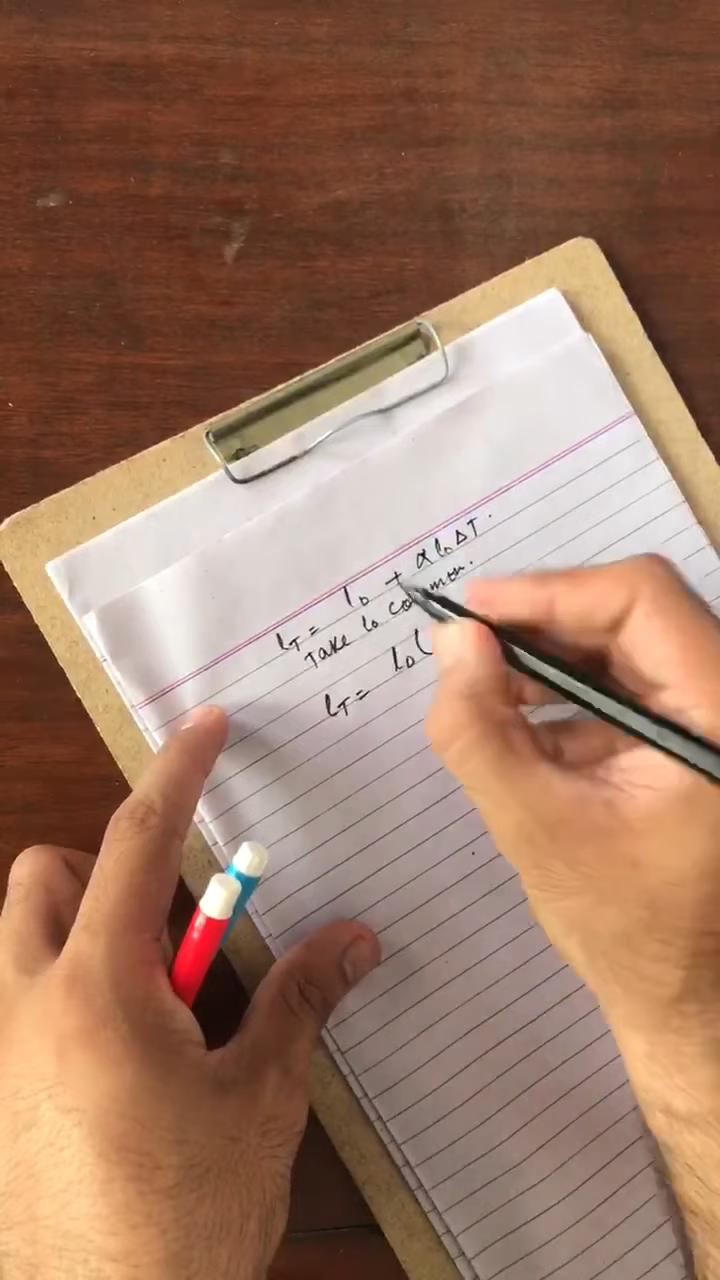 lT = l0 + αl0ΔT.
Take l0 common.
lT = l0(